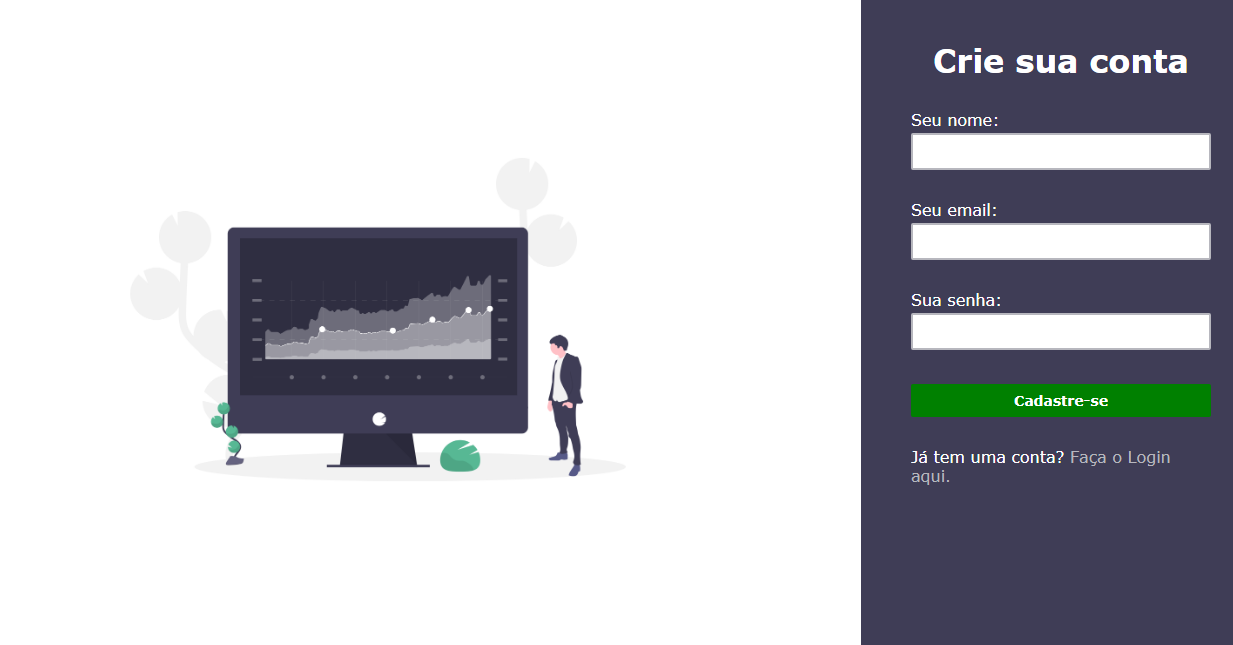 Crie sua conta
Seu nome:
Seu email:
Sua senha:
Cadastre-se
Já tem uma conta? Faça o Login
aqui.